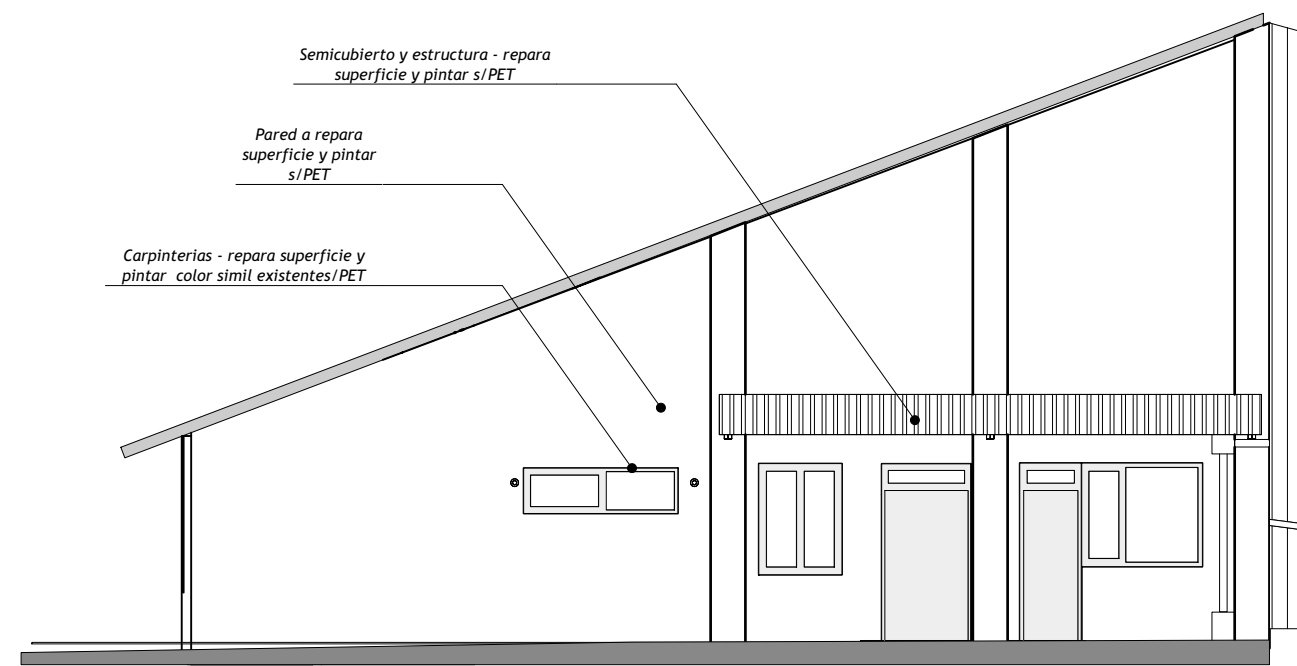 Semicubierto y estructura - repara
superficie y pintar s/PET
Pared a repara
superficie y pintar
s/PET
Carpinterias - repara superficie y
pintar color simil existentes/PET